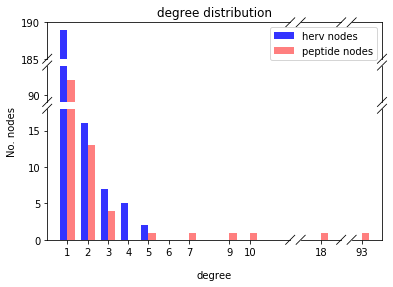 degree distribution
190
185
90
15
10
5
0
No. nodes
herv nodes
peptide nodes
1 2 3 4 5 6 7 9 10 18 93
degree